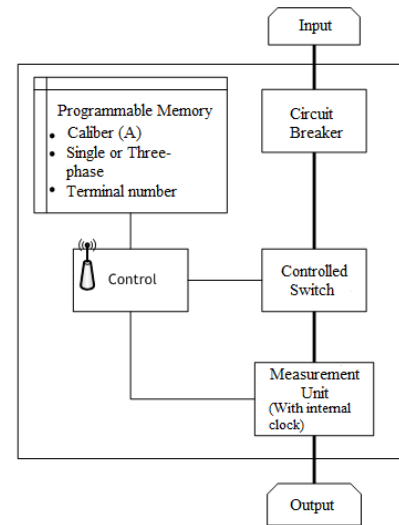 Input
Programmable Memory
• Caliber (A)
• Single or Three-
phase
• Terminal number
Circuit
Breaker
Control
Controlled
Switch
Measurement
Unit
(With internal
clock)
Output